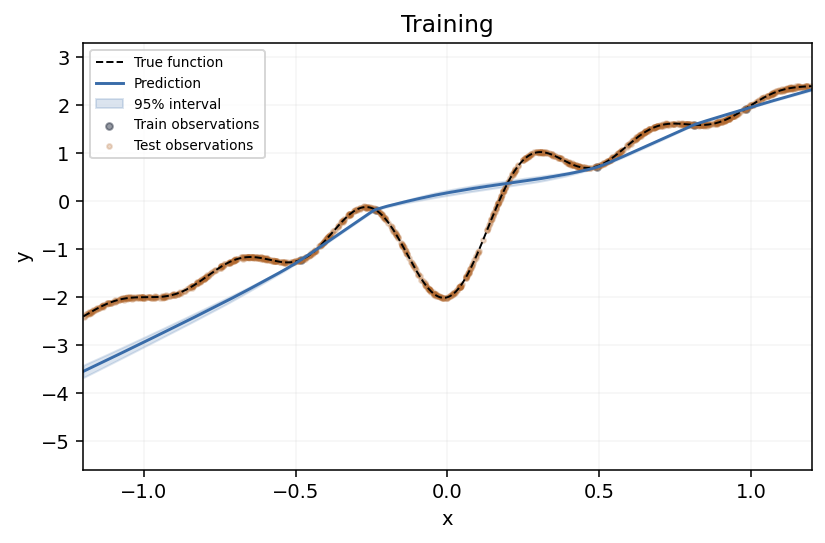 Training
True function
Prediction
95% interval
Train observations
Test observations
3
2
1
0
−1
−2
−3
−4
−5
y
−1.0 −0.5 0.0 0.5 1.0
x